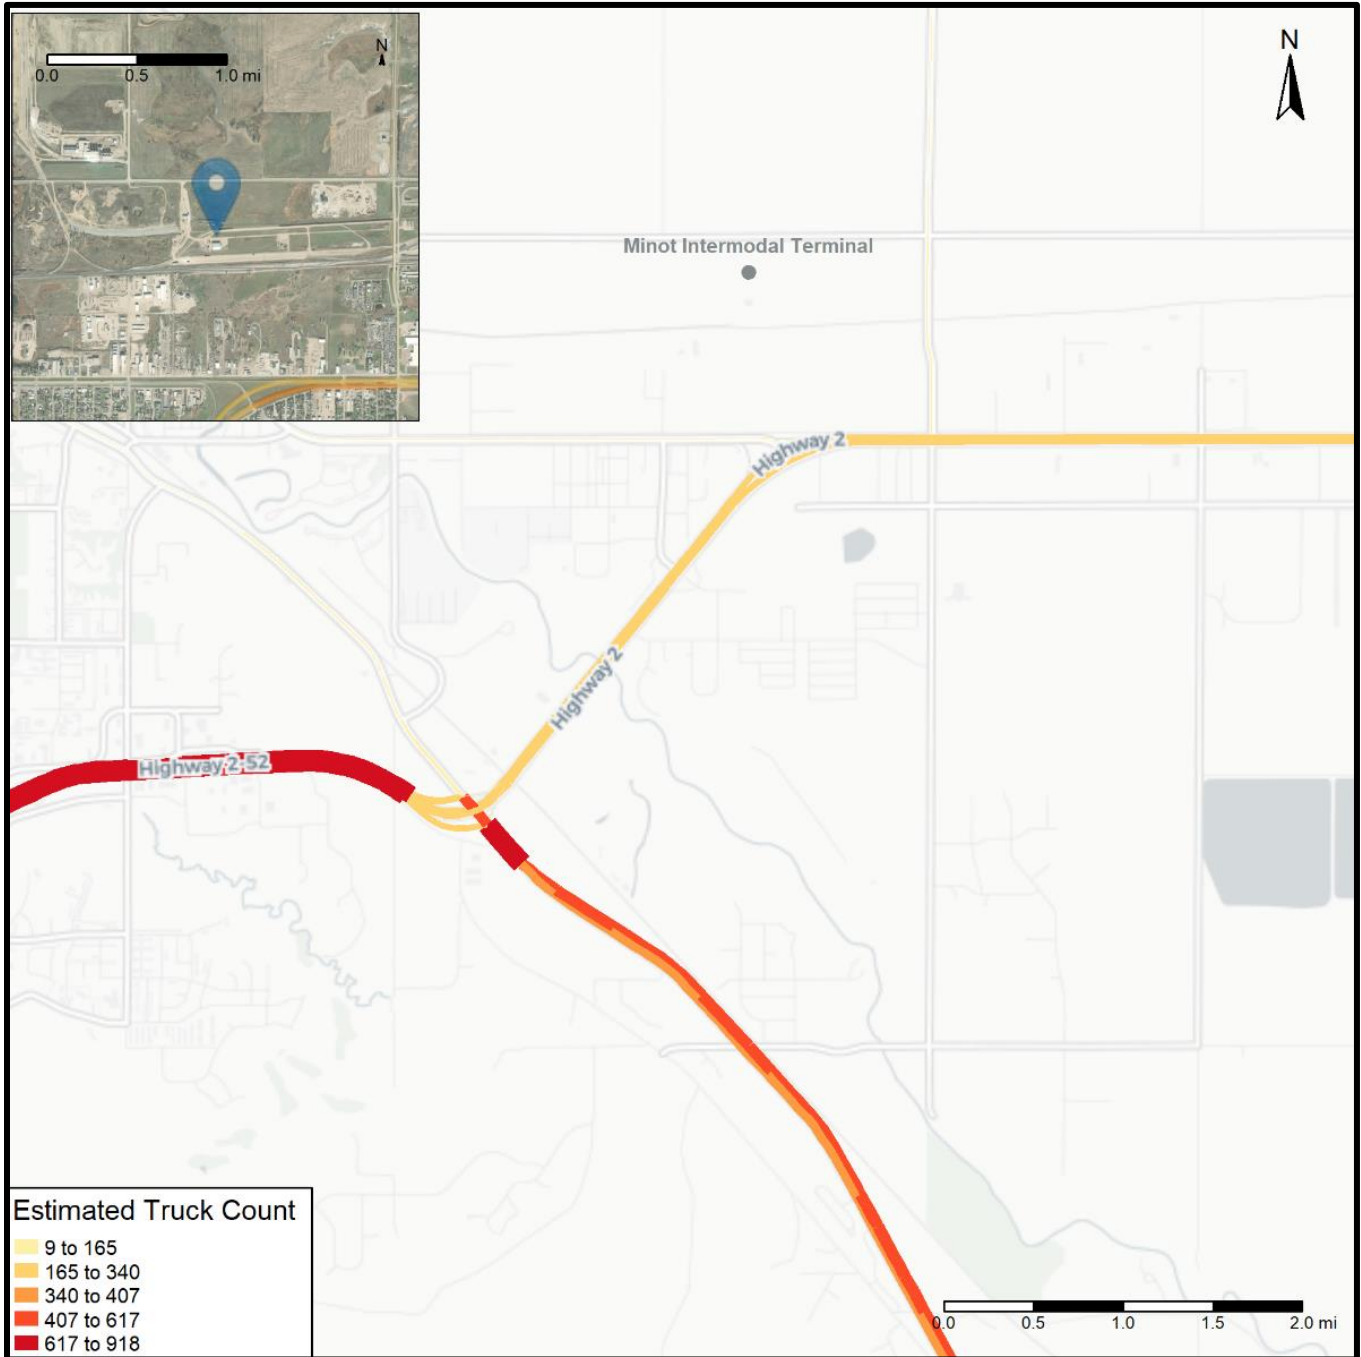 N
0.0 0.5 1.0 mi
N
Minot Intermodal Terminal
Highway 2
Highway 2
Highway 2-52
Estimated Truck Count
9 to 165
165 to 340
340 to 407
407 to 617
617 to 918
0.0 0.5 1.0 1.5 2.0 mi